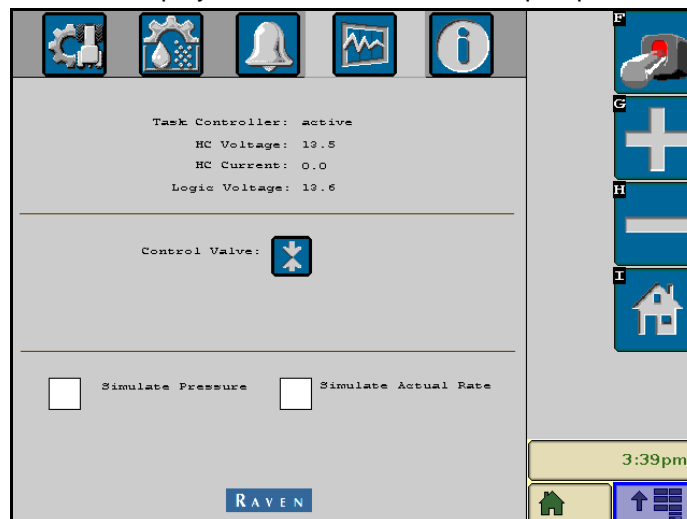 F
G
H
I
Task Controller: active
HC Voltage: 13.5
HC Current: 0.0
Logic Voltage: 13.6
Control Valve:
Simulate Pressure
Simulate Actual Rate
3:39pm
RAVEN